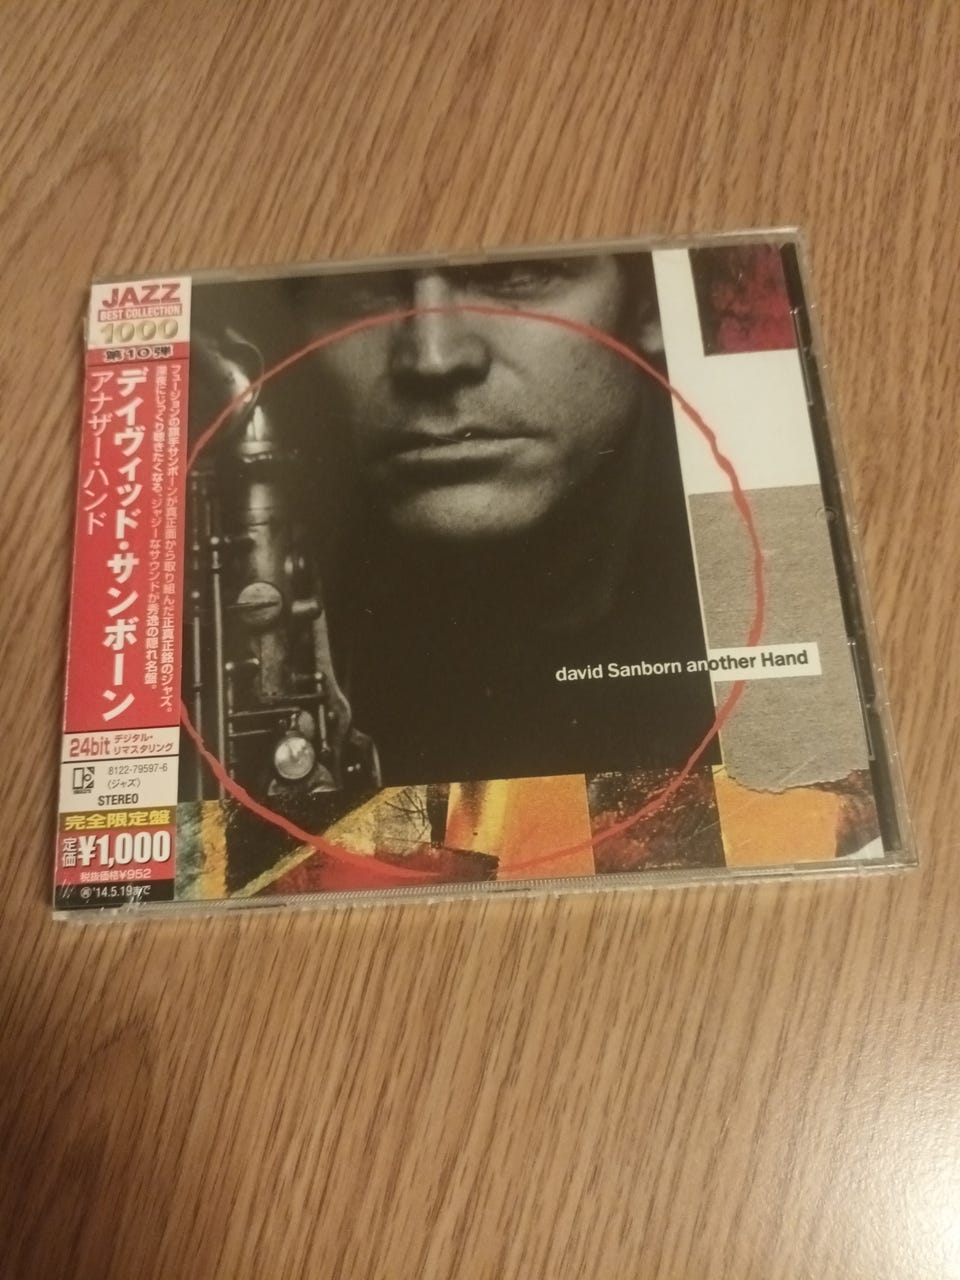 JAZZ
BEST COLLECTION
1000
第10弾
フュージョンの旗手サンボーンが真正面から取り組んだ正真正銘のジャズ。
深夜にじっくり聴きたくなる、ジャジーなサウンドが秀逸の隠れ名盤。
デイヴィッド・サンボーン
アナザー・ハンド
24bit デジタル・
リマスタリング
8122-79597-6
〈ジャズ〉
STEREO
完全限定盤
定価¥1,000
税抜価格¥952
'14.5.19まで
david Sanborn another Hand